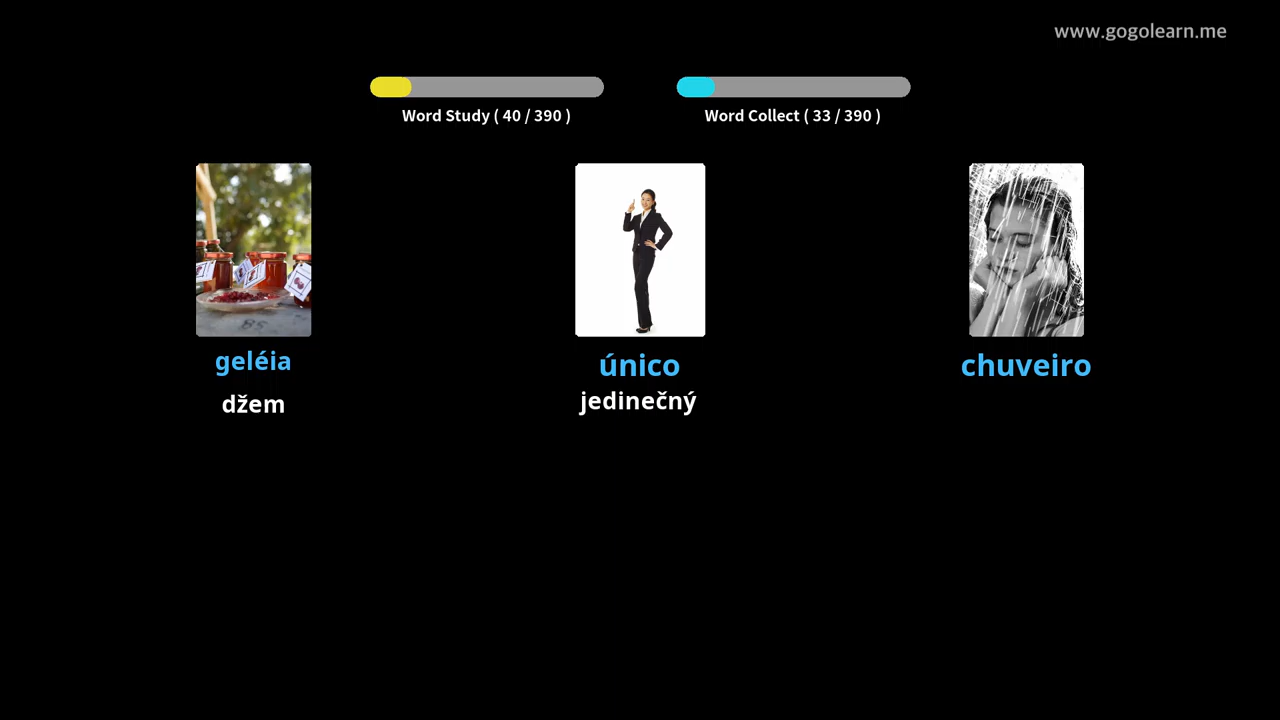 www.gogolearn.me
Word Study ( 40 / 390 )
Word Collect ( 33 / 390 )
geléia
único
chuveiro
džem
jedinečný